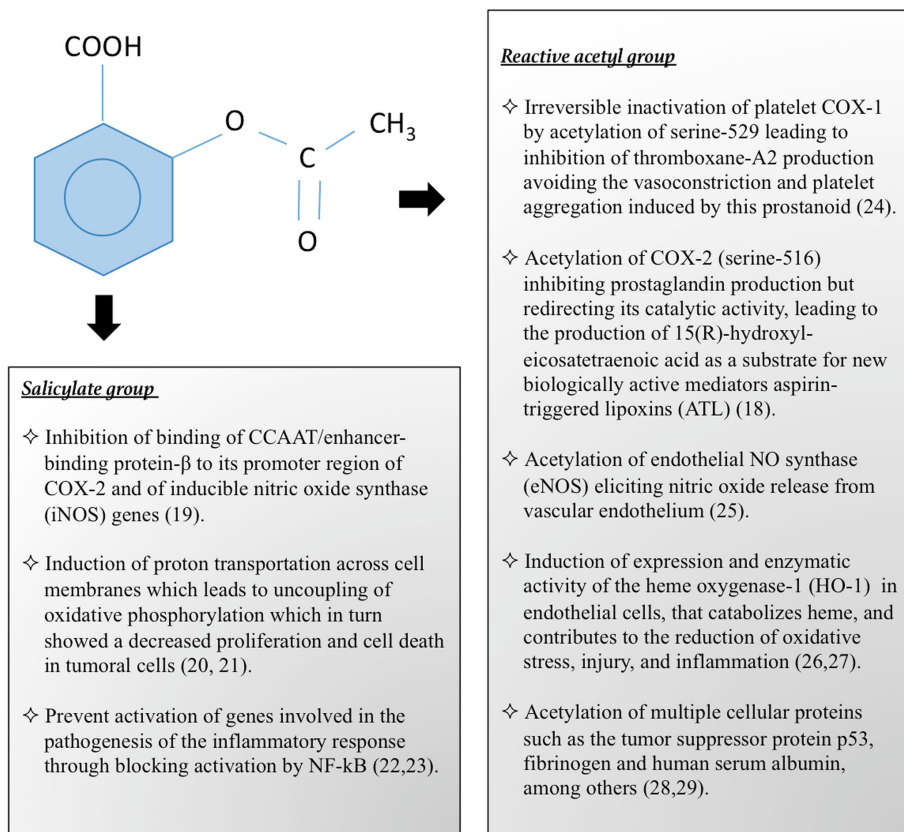 COOH
O
C
CH3
O
Reactive acetyl group
✧ Irreversible inactivation of platelet COX-1
by acetylation of serine-529 leading to
inhibition of thromboxane-A2 production
avoiding the vasoconstriction and platelet
aggregation induced by this prostanoid (24).
✧ Acetylation of COX-2 (serine-516)
inhibiting prostaglandin production but
redirecting its catalytic activity, leading to
the production of 15(R)-hydroxyl-
eicosatetraenoic acid as a substrate for new
biologically active mediators aspirin-
triggered lipoxins (ATL) (18).
✧ Acetylation of endothelial NO synthase
(eNOS) eliciting nitric oxide release from
vascular endothelium (25).
✧ Induction of expression and enzymatic
activity of the heme oxygenase-1 (HO-1) in
endothelial cells, that catabolizes heme, and
contributes to the reduction of oxidative
stress, injury, and inflammation (26,27).
✧ Acetylation of multiple cellular proteins
such as the tumor suppressor protein p53,
fibrinogen and human serum albumin,
among others (28,29).
Salicylate group
✧ Inhibition of binding of CCAAT/enhancer-
binding protein-β to its promoter region of
COX-2 and of inducible nitric oxide synthase
(iNOS) genes (19).
✧ Induction of proton transportation across cell
membranes which leads to uncoupling of
oxidative phosphorylation which in turn
showed a decreased proliferation and cell death
in tumoral cells (20, 21).
✧ Prevent activation of genes involved in the
pathogenesis of the inflammatory response
through blocking activation by NF-kB (22,23).